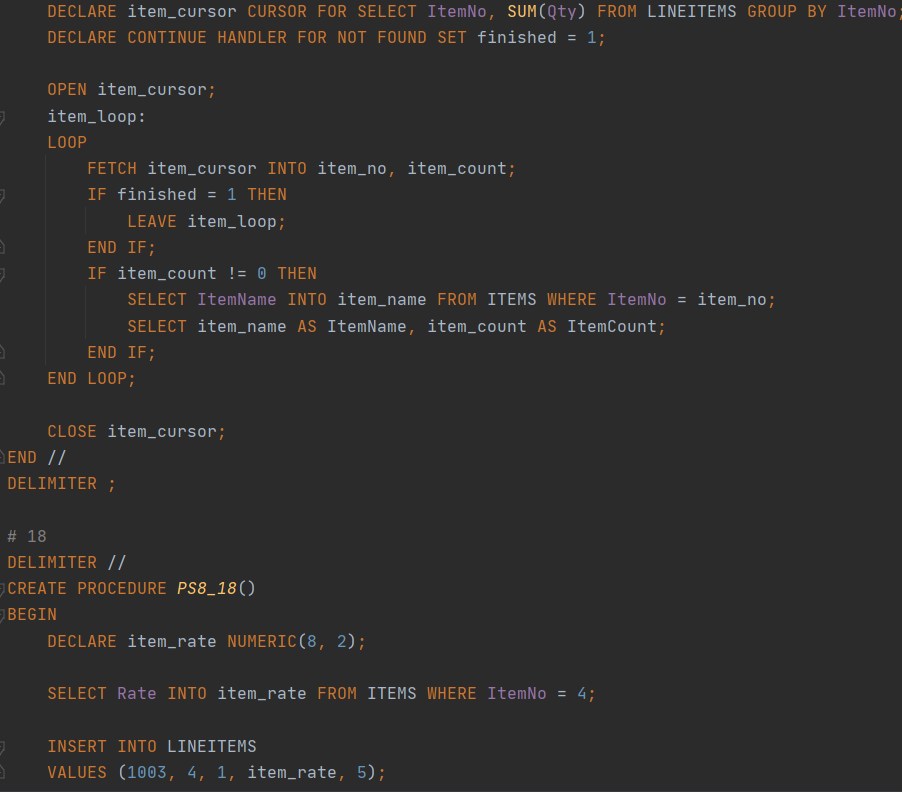 DECLARE item_cursor CURSOR FOR SELECT ItemNo, SUM(Qty) FROM LINEITEMS GROUP BY ItemNo;
DECLARE CONTINUE HANDLER FOR NOT FOUND SET finished = 1;
OPEN item_cursor;
item_loop:
LOOP
FETCH item_cursor INTO item_no, item_count;
IF finished = 1 THEN
LEAVE item_loop;
END IF;
IF item_count != 0 THEN
SELECT ItemName INTO item_name FROM ITEMS WHERE ItemNo = item_no;
SELECT item_name AS ItemName, item_count AS ItemCount;
END IF;
END LOOP;
CLOSE item_cursor;
END //
DELIMITER ;
# 18
DELIMITER //
CREATE PROCEDURE PS8_18()
BEGIN
DECLARE item_rate NUMERIC(8, 2);
SELECT Rate INTO item_rate FROM ITEMS WHERE ItemNo = 4;
INSERT INTO LINEITEMS
VALUES (1003, 4, 1, item_rate, 5);